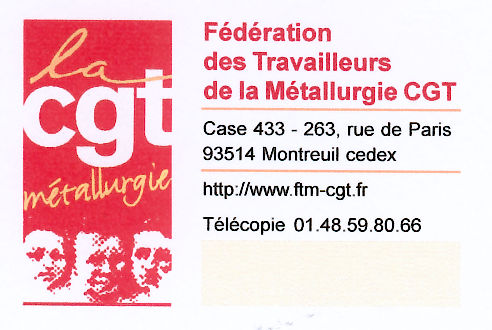 la
cgt
métallurgie
Fédération
des Travailleurs
de la Métallurgie CGT
Case 433 - 263, rue de Paris
93514 Montreuil cedex
http://www.ftm-cgt.fr
Télécopie 01.48.59.80.66